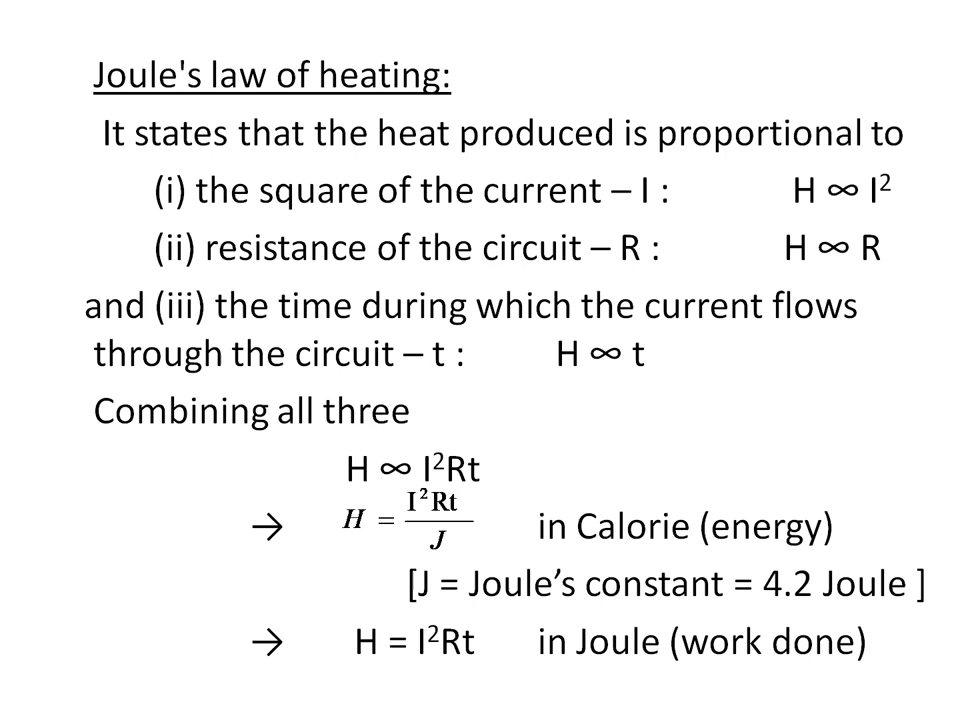 Joule's law of heating:
It states that the heat produced is proportional to
(i) the square of the current – I : H ∞ I²
(ii) resistance of the circuit – R : H ∞ R
and (iii) the time during which the current flows
through the circuit – t : H ∞ t
Combining all three
H ∞ I²Rt
→ H = I²Rt / J in Calorie (energy)
[J = Joule’s constant = 4.2 Joule ]
→ H = I²Rt in Joule (work done)